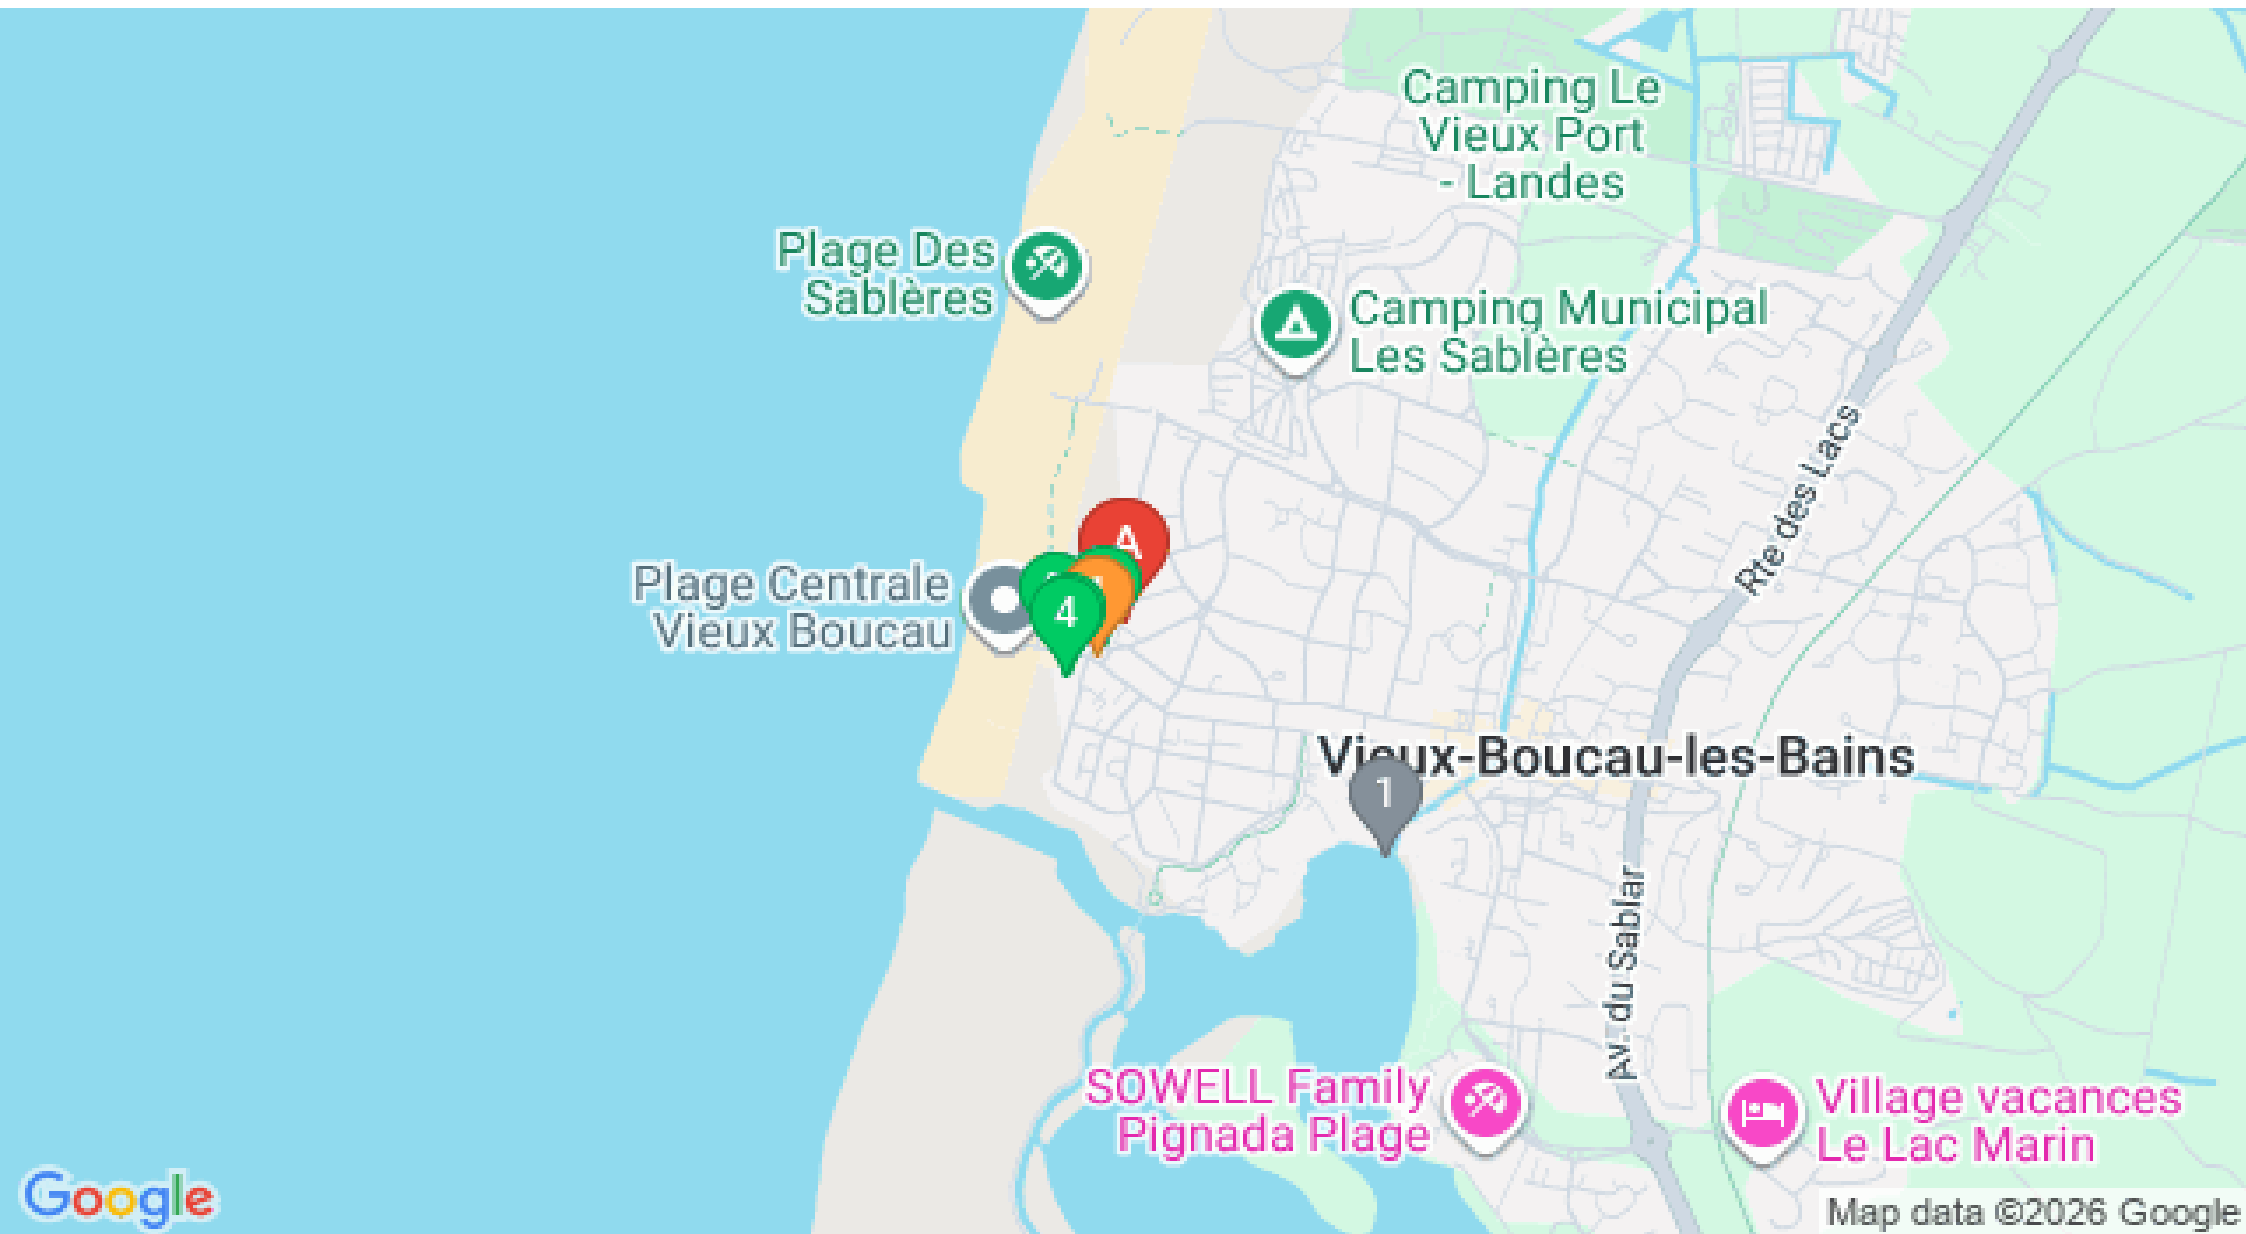 Camping Le
Vieux Port
- Landes
Plage Des
Sablères
Camping Municipal
Les Sablères
Rte des Lacs
A
Plage Centrale
Vieux Boucau
4
Vieux-Boucau-les-Bains
1
Av. du Sablar
SOWELL Family
Pignada Plage
Village vacances
Le Lac Marin
Google
Map data ©2026 Google